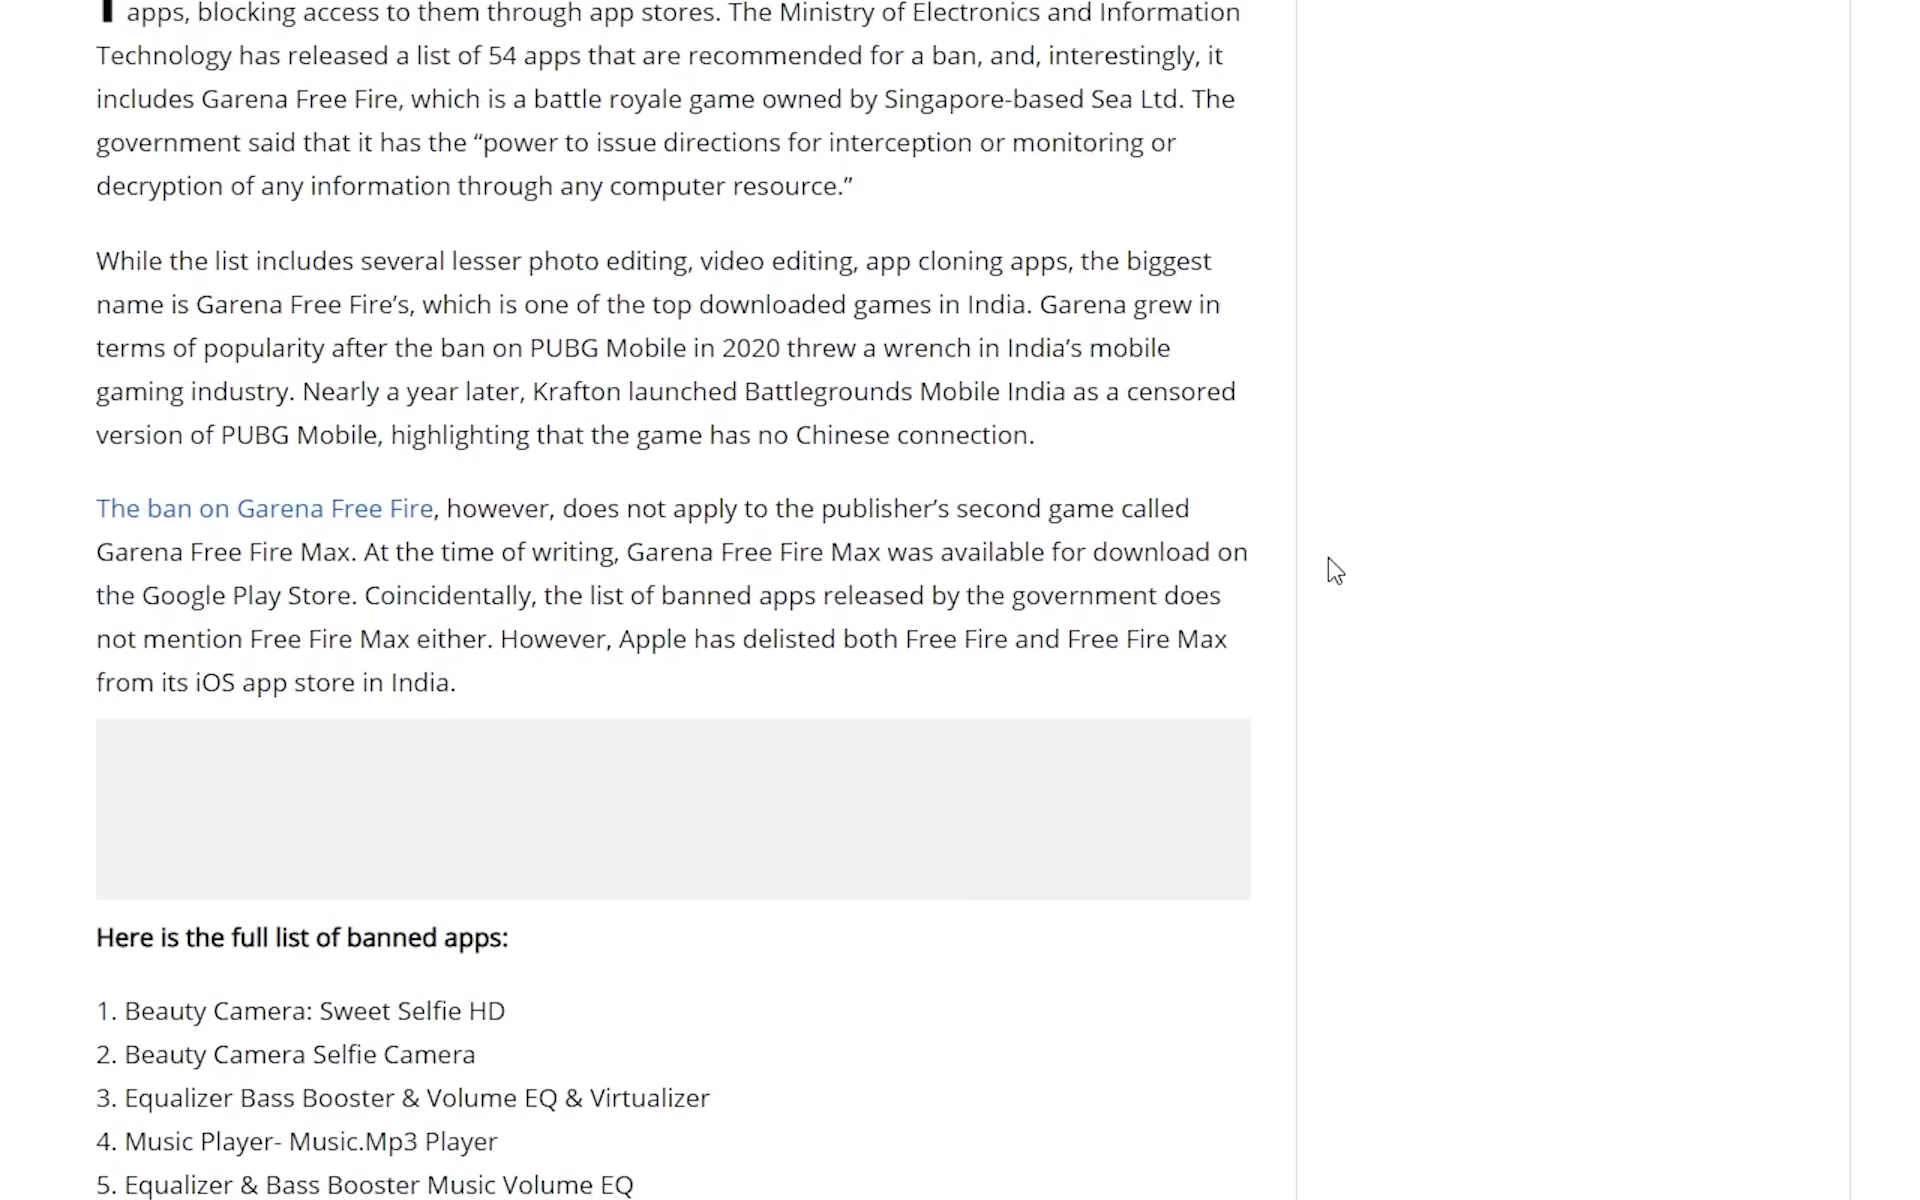 apps, blocking access to them through app stores. The Ministry of Electronics and Information
Technology has released a list of 54 apps that are recommended for a ban, and, interestingly, it
includes Garena Free Fire, which is a battle royale game owned by Singapore-based Sea Ltd. The
government said that it has the “power to issue directions for interception or monitoring or
decryption of any information through any computer resource.”
While the list includes several lesser photo editing, video editing, app cloning apps, the biggest
name is Garena Free Fire’s, which is one of the top downloaded games in India. Garena grew in
terms of popularity after the ban on PUBG Mobile in 2020 threw a wrench in India’s mobile
gaming industry. Nearly a year later, Krafton launched Battlegrounds Mobile India as a censored
version of PUBG Mobile, highlighting that the game has no Chinese connection.
The ban on Garena Free Fire, however, does not apply to the publisher’s second game called
Garena Free Fire Max. At the time of writing, Garena Free Fire Max was available for download on
the Google Play Store. Coincidentally, the list of banned apps released by the government does
not mention Free Fire Max either. However, Apple has delisted both Free Fire and Free Fire Max
from its iOS app store in India.
Here is the full list of banned apps:
1. Beauty Camera: Sweet Selfie HD
2. Beauty Camera Selfie Camera
3. Equalizer Bass Booster & Volume EQ & Virtualizer
4. Music Player- Music.Mp3 Player
5. Equalizer & Bass Booster Music Volume EQ